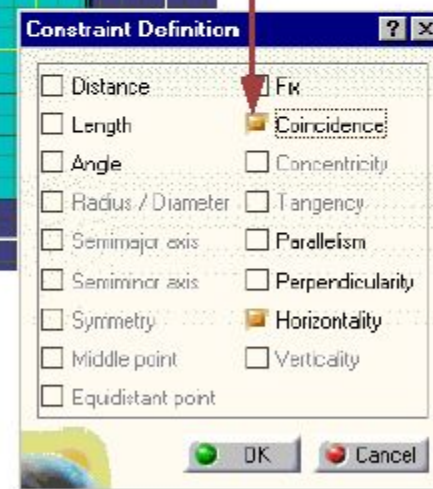 Constraint Definition
Distance
Fix
Length
Coincidence
Angle
Concentricity
Radius / Diameter
Tangency
Semimajor axis
Parallelism
Semiminor axis
Perpendicularity
Symmetry
Horizontality
Middle point
Verticality
Equidistant point
OK
Cancel